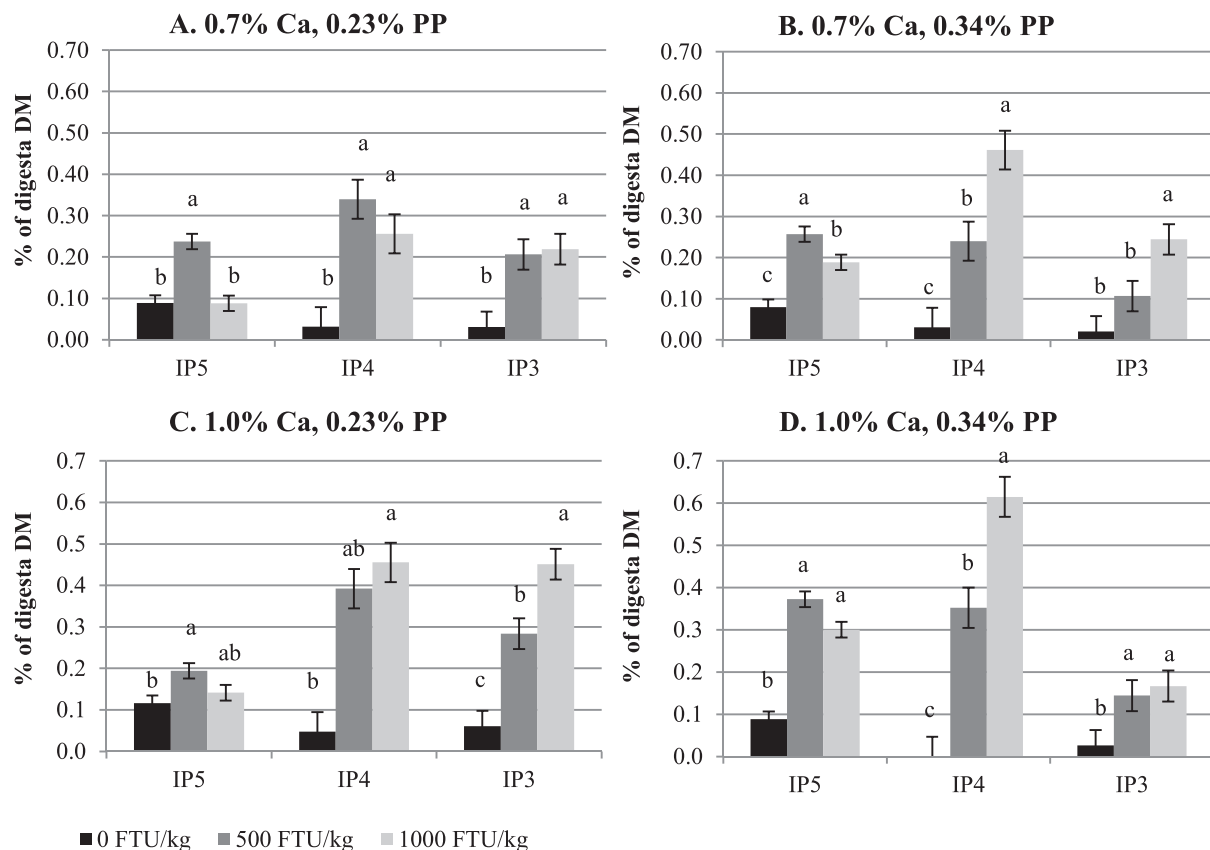 A. 0.7% Ca, 0.23% PP
% of digesta DM
0.70
0.60
0.50
0.40
0.30
0.20
0.10
0.00
b a b
b a a
b a a
IP5 IP4 IP3
B. 0.7% Ca, 0.34% PP
% of digesta DM
0.70
0.60
0.50
0.40
0.30
0.20
0.10
0.00
c a b
c b a
b b a
IP5 IP4 IP3
C. 1.0% Ca, 0.23% PP
% of digesta DM
0.7
0.6
0.5
0.4
0.3
0.2
0.1
0.0
b a ab
b ab a
c b a
IP5 IP4 IP3
D. 1.0% Ca, 0.34% PP
% of digesta DM
0.7
0.6
0.5
0.4
0.3
0.2
0.1
0.0
b a a
c b a
b a a
IP5 IP4 IP3
0 FTU/kg 500 FTU/kg 1000 FTU/kg